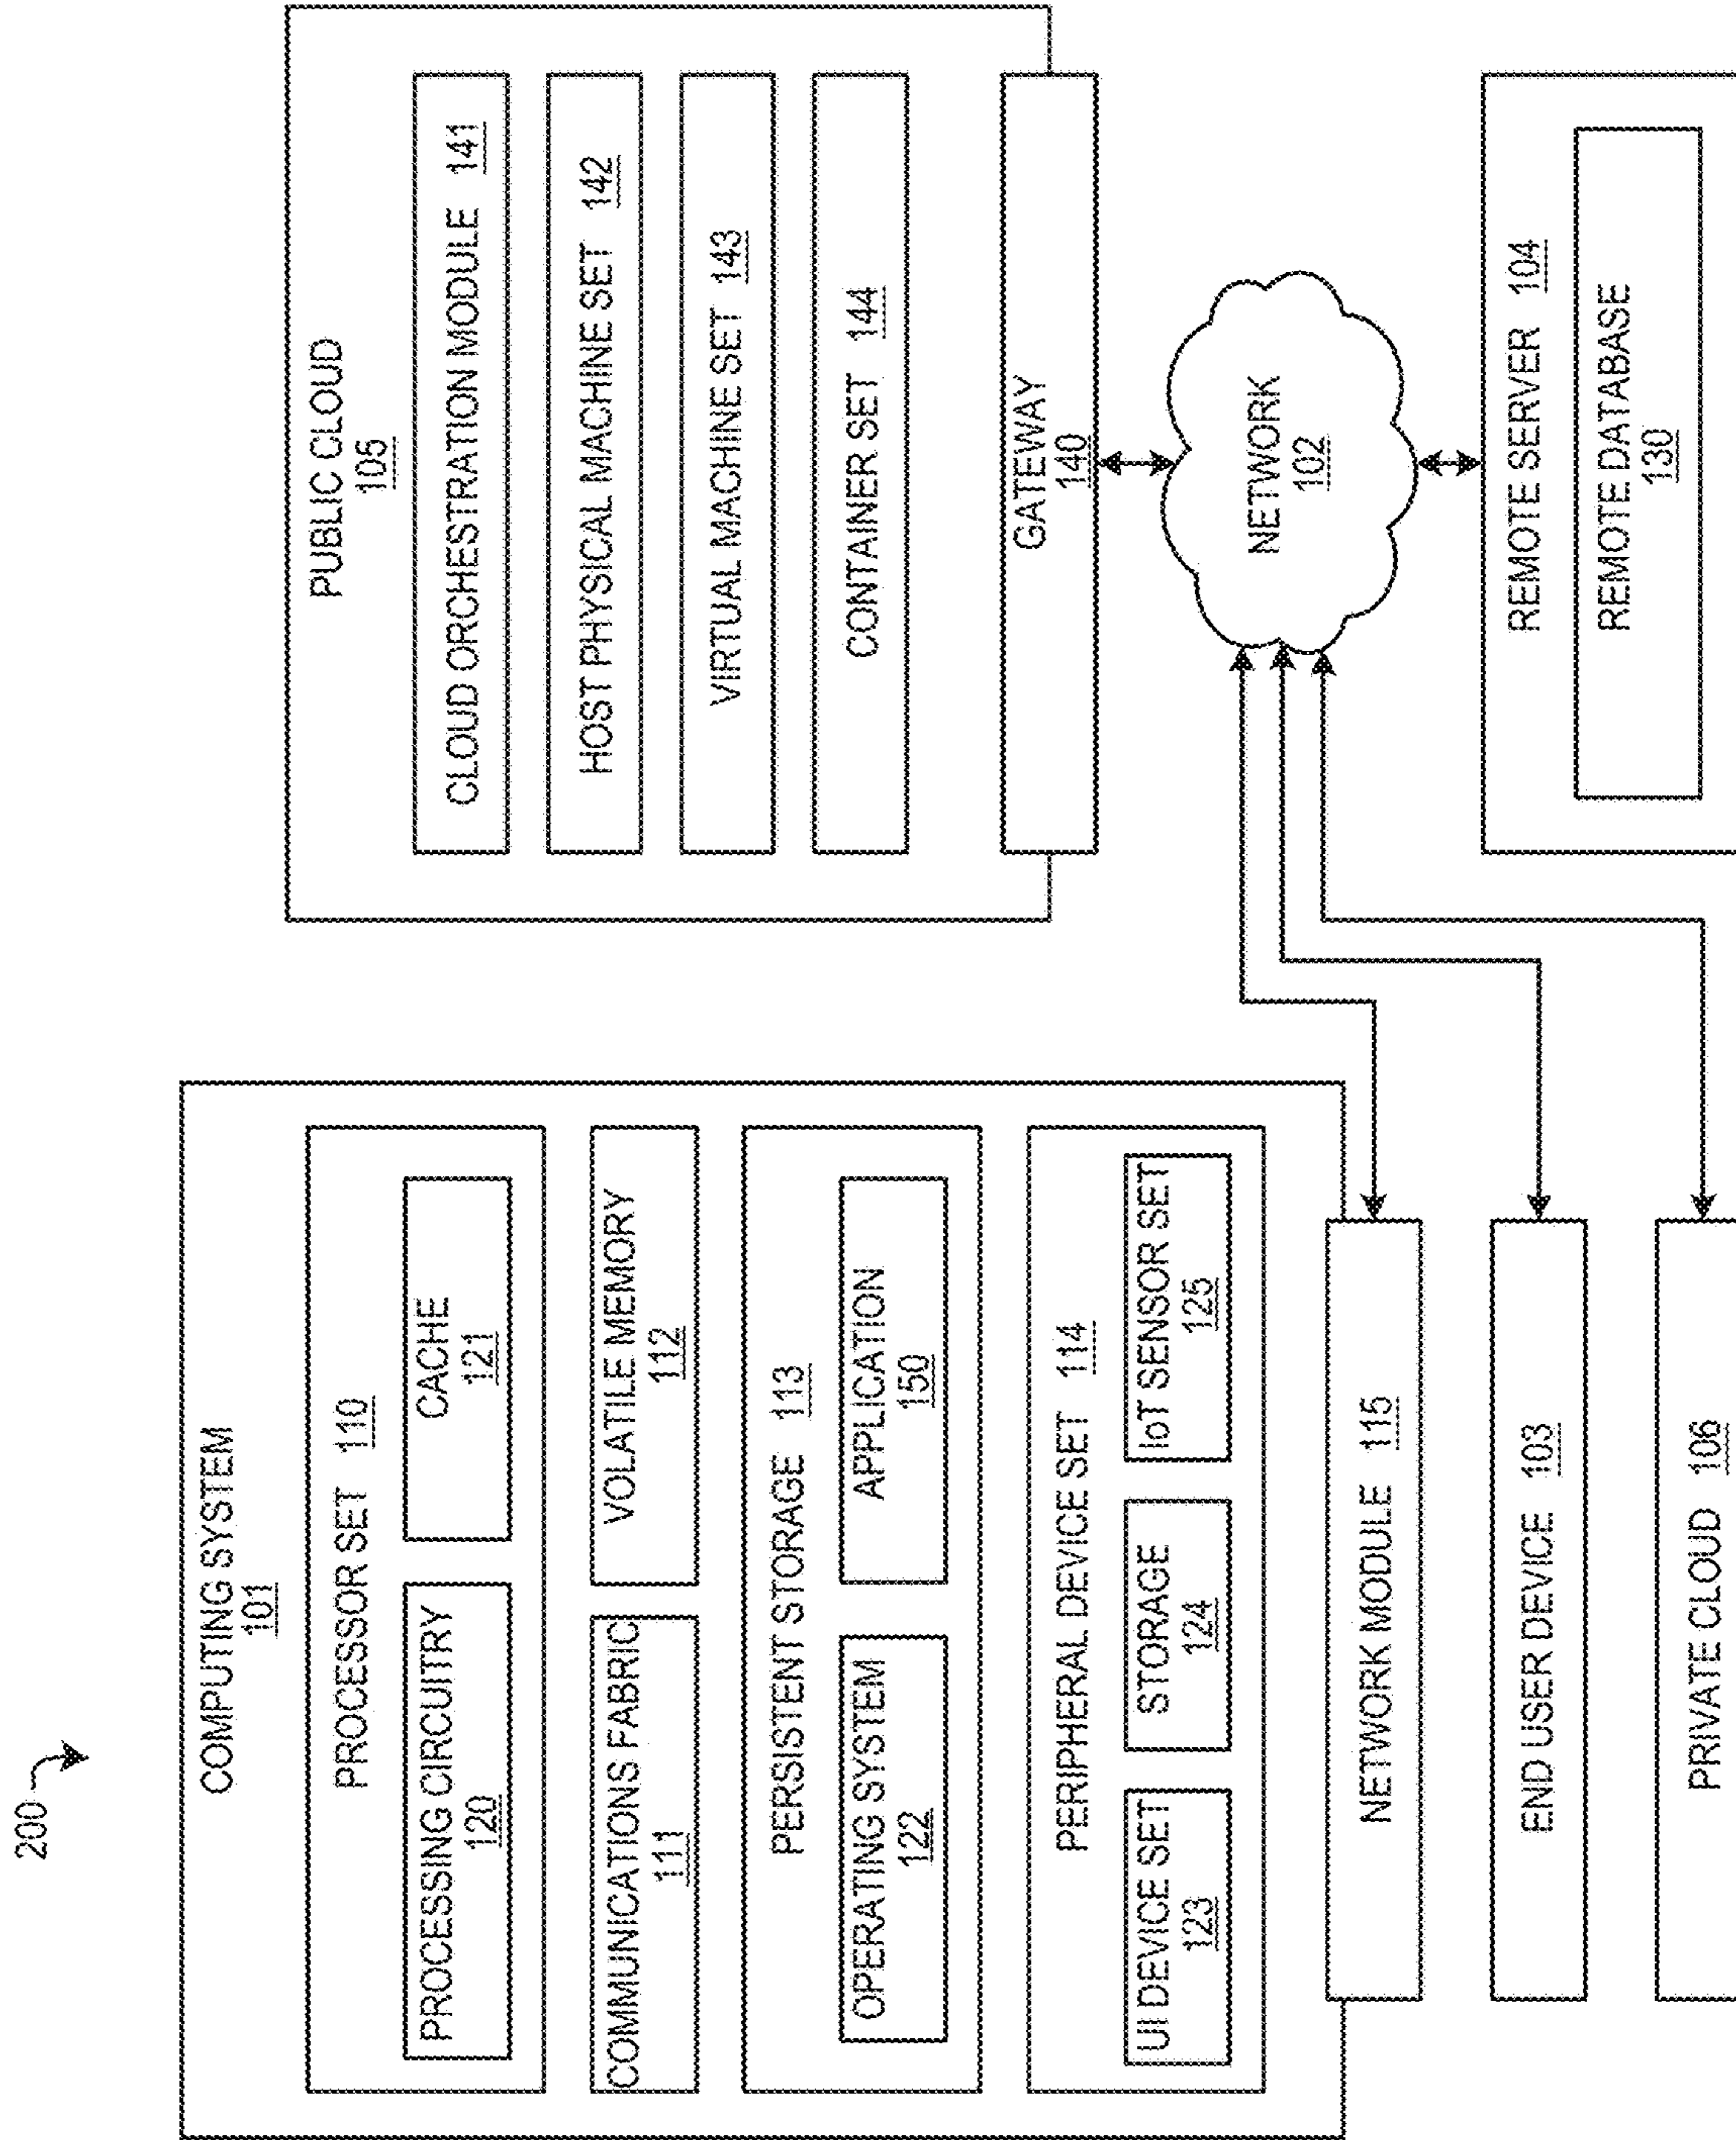 200
COMPUTING SYSTEM
101
PROCESSOR SET 110
PROCESSING CIRCUITRY
120
CACHE
121
COMMUNICATIONS FABRIC
111
VOLATILE MEMORY
112
PERSISTENT STORAGE 113
OPERATING SYSTEM
122
APPLICATION
150
PERIPHERAL DEVICE SET 114
UI DEVICE SET
123
STORAGE
124
IoT SENSOR SET
125
NETWORK MODULE 115
END USER DEVICE 103
PRIVATE CLOUD 106
PUBLIC CLOUD
105
CLOUD ORCHESTRATION MODULE 141
HOST PHYSICAL MACHINE SET 142
VIRTUAL MACHINE SET 143
CONTAINER SET 144
GATEWAY
140
NETWORK
102
REMOTE SERVER 104
REMOTE DATABASE
130